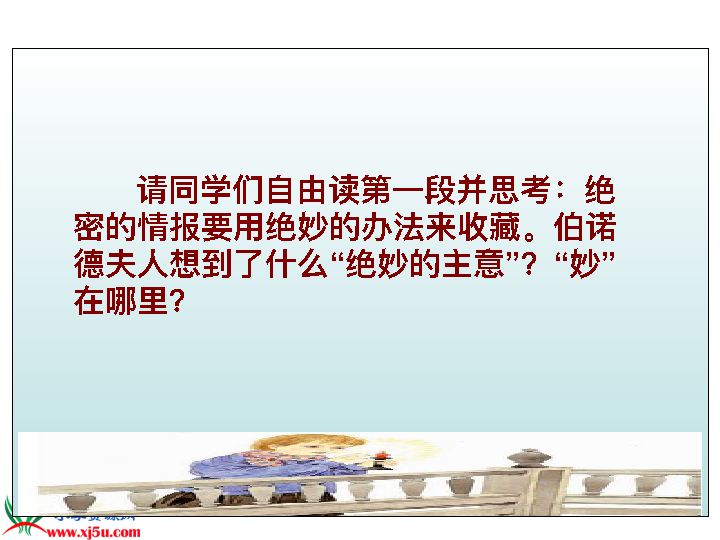 请同学们自由读第一段并思考：绝
密的情报要用绝妙的办法来收藏。伯诺
德夫人想到了什么“绝妙的主意”？“妙”
在哪里？
www.xj5u.com